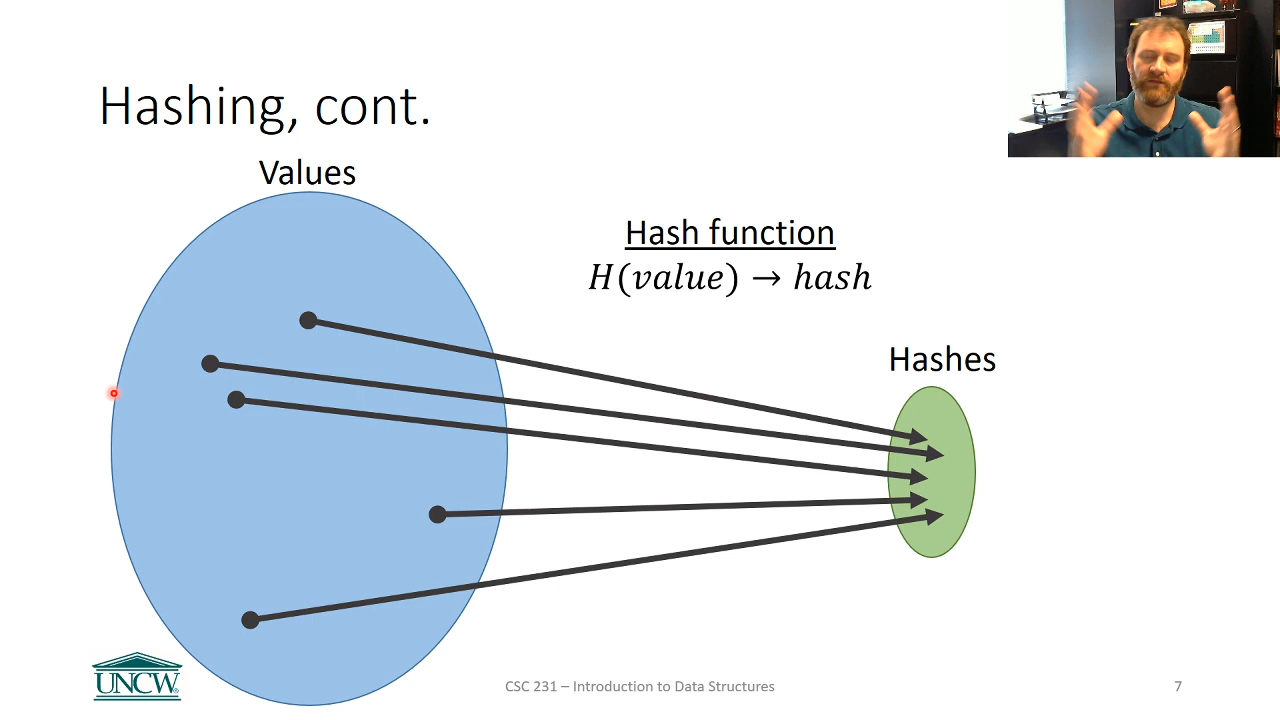 Hashing, cont.
Values
Hash function
H(value) → hash
Hashes
UNCW®
CSC 231 – Introduction to Data Structures
7